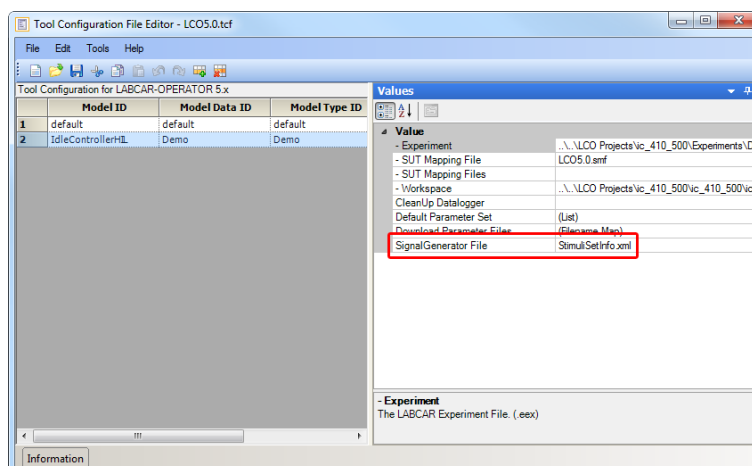 Tool Configuration File Editor - LCO5.0.tcf
File Edit Tools Help
Tool Configuration for LABCAR-OPERATOR 5.x
Values
Model ID Model Data ID Model Type ID
1 default default default
2 IdleControllerHIL Demo Demo
Value
- Experiment ..\..\LCO Projects\ic_410_500\Experiments\D
- SUT Mapping File LCO5.0.smf
- SUT Mapping Files
- Workspace ..\..\LCO Projects\ic_410_500\ic_410_500\ic
CleanUp Datalogger
Default Parameter Set (List)
Download Parameter Files (Filename Map)
SignalGenerator File StimuliSetInfo.xml
- Experiment
The LABCAR Experiment File. (.eex)
Information